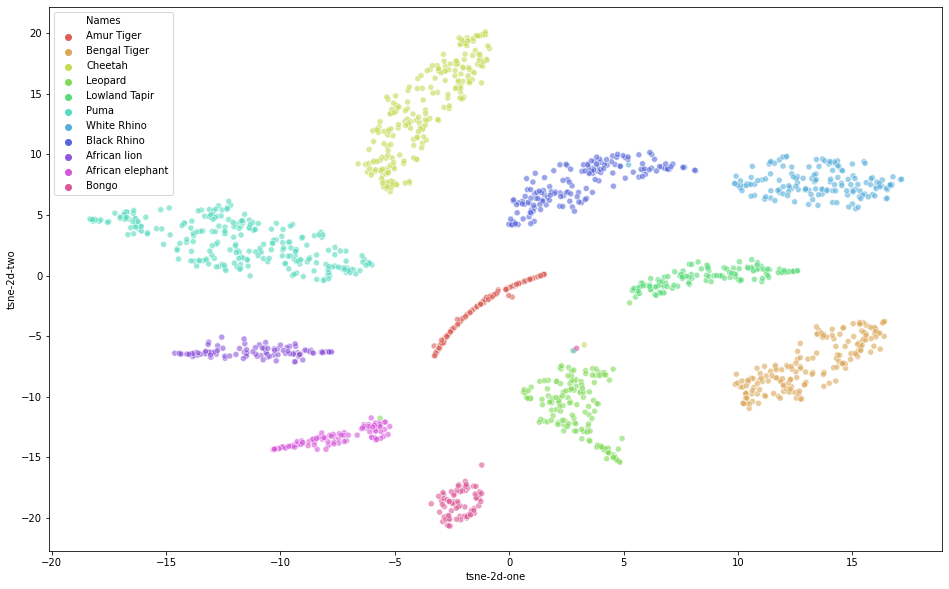 Names
Amur Tiger
Bengal Tiger
Cheetah
Leopard
Lowland Tapir
Puma
White Rhino
Black Rhino
African lion
African elephant
Bongo
20
15
10
5
0
−5
−10
−15
−20
tsne-2d-two
−20 −15 −10 −5 0 5 10 15
tsne-2d-one